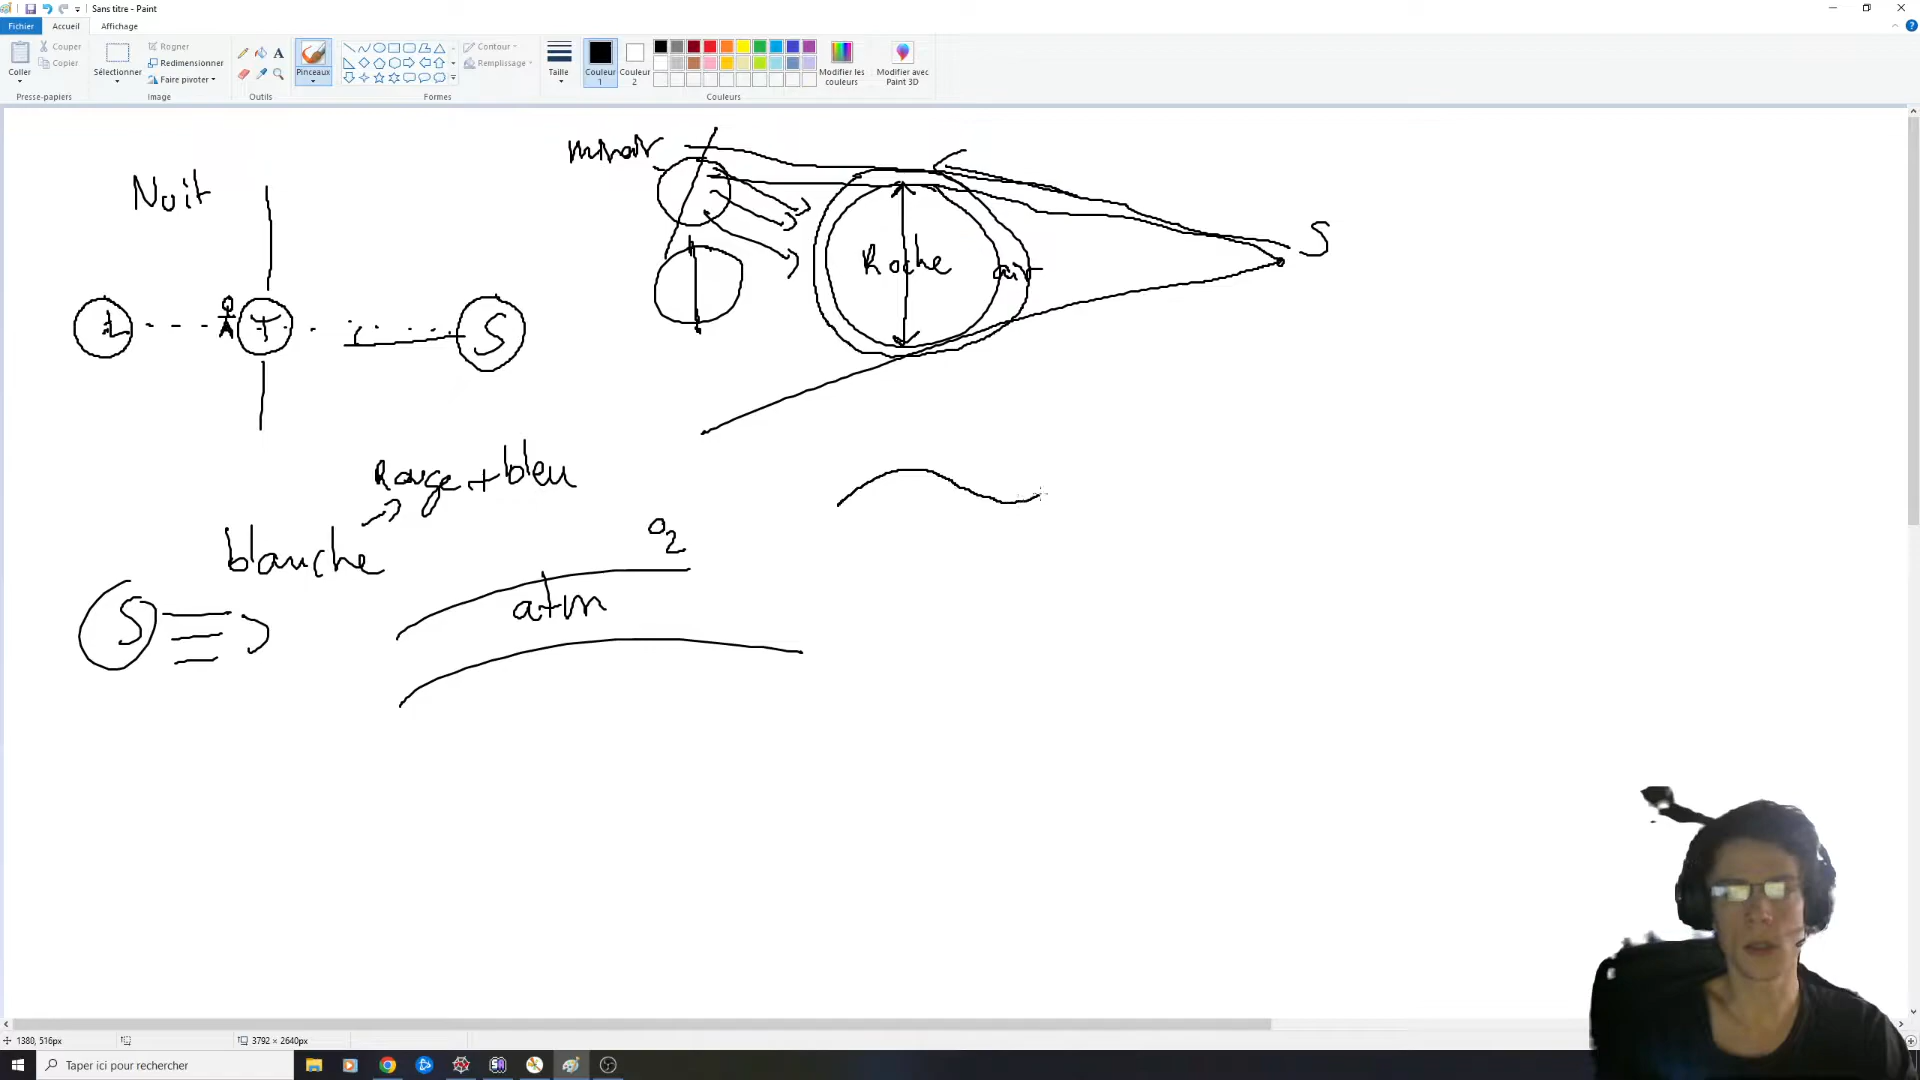 Sans titre - Paint
Fichier
Accueil
Affichage
Coller
Couper
Copier
Presse-papiers
Sélectionner
Rogner
Redimensionner
Faire pivoter
Image
A
Outils
Pinceaux
Formes
Contour
Remplissage
Taille
Couleur 1
Couleur 2
Modifier les couleurs
Modifier avec Paint 3D
Couleurs
Nuit
L
T
S
Roche
air
S
Rouge + bleu
blanche
S
O2
atm
1380, 516px
3792 × 2640px
Taper ici pour rechercher